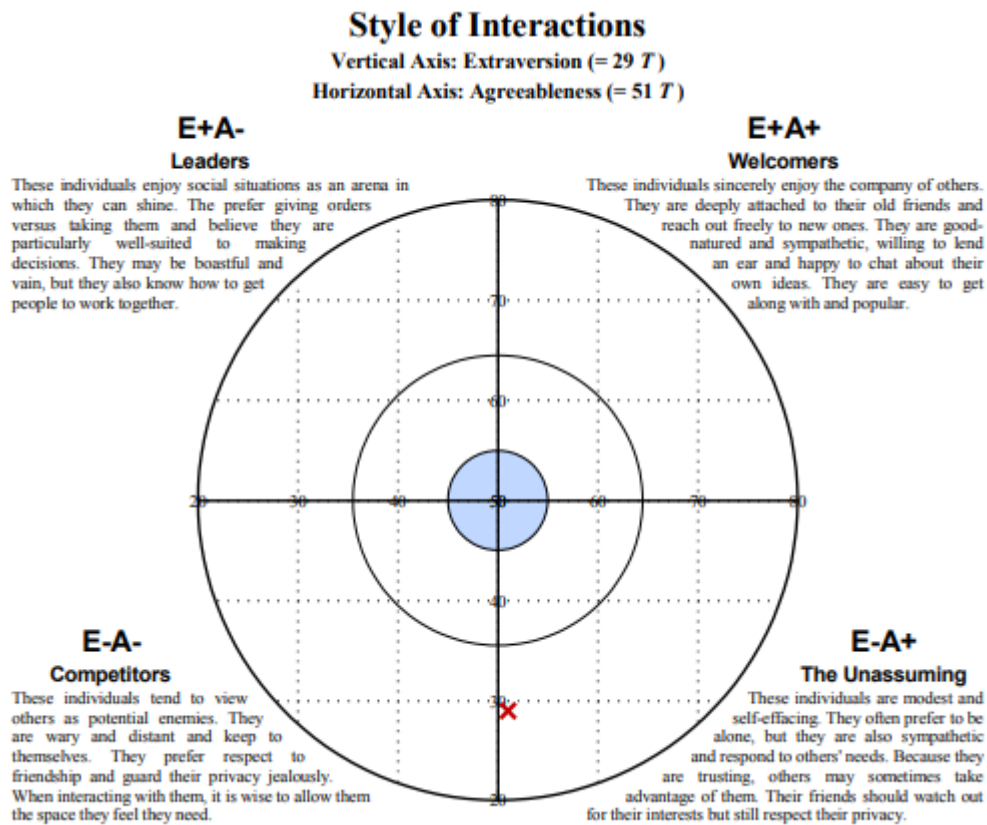 Style of Interactions
Vertical Axis: Extraversion (= 29 T)
Horizontal Axis: Agreeableness (= 51 T)
E+A-
Leaders
These individuals enjoy social situations as an arena in
which they can shine. The prefer giving orders
versus taking them and believe they are
particularly well-suited to making
decisions. They may be boastful and
vain, but they also know how to get
people to work together.
E+A+
Welcomers
These individuals sincerely enjoy the company of others.
They are deeply attached to their old friends and
reach out freely to new ones. They are good-
natured and sympathetic, willing to lend
an ear and happy to chat about their
own ideas. They are easy to get
along with and popular.
80
70
60
20 30 40 50 60 70 80
40
30
20
E-A-
Competitors
These individuals tend to view
others as potential enemies. They
are wary and distant and keep to
themselves. They prefer respect to
friendship and guard their privacy jealously.
When interacting with them, it is wise to allow them
the space they feel they need.
E-A+
The Unassuming
These individuals are modest and
self-effacing. They often prefer to be
alone, but they are also sympathetic
and respond to others' needs. Because they
are trusting, others may sometimes take
advantage of them. Their friends should watch out
for their interests but still respect their privacy.